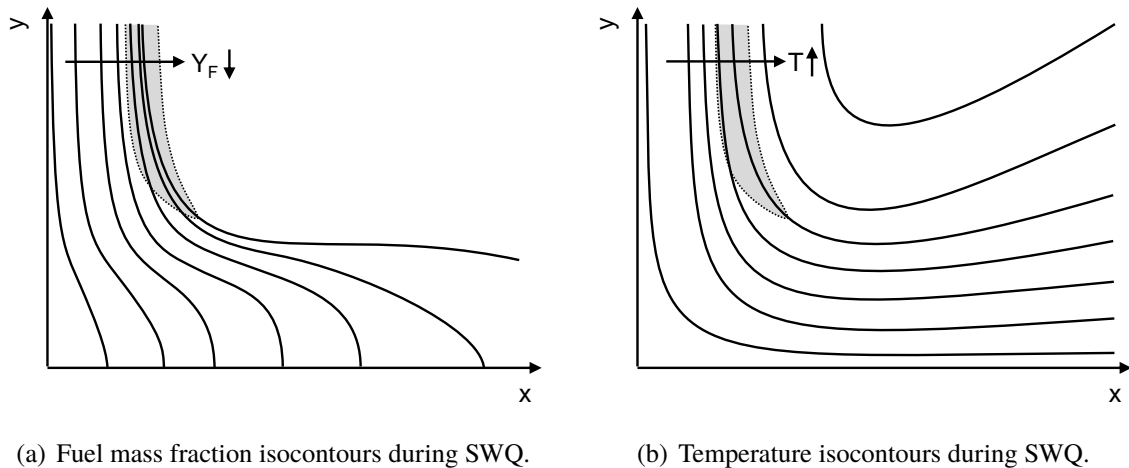 y
Y_F ↓
x
(a) Fuel mass fraction isocontours during SWQ.
y
T ↑
x
(b) Temperature isocontours during SWQ.